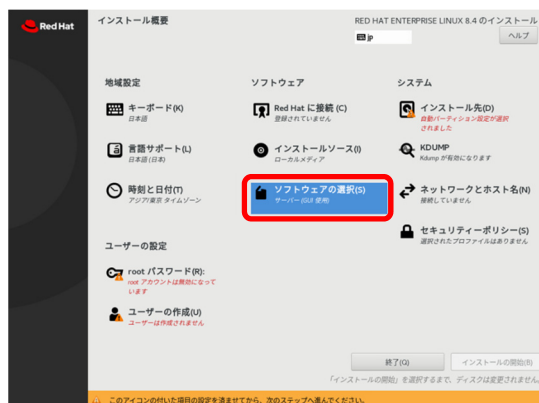 Red Hat
インストール概要
RED HAT ENTERPRISE LINUX 8.4 のインストール
jp
ヘルプ
地域設定
キーボード(K)
日本語
言語サポート(L)
日本語 (日本)
時刻と日付(T)
アジア/東京 タイムゾーン
ソフトウェア
Red Hat に接続 (C)
登録されていません
インストールソース(I)
ローカルメディア
ソフトウェアの選択(S)
サーバー (GUI 使用)
システム
インストール先(D)
自動パーティション設定が選択
されました
KDUMP
Kdump が有効になります
ネットワークとホスト名(N)
接続していません
セキュリティーポリシー(S)
選択されたプロファイルはありません
ユーザーの設定
root パスワード(R):
root アカウントは無効になって
います
ユーザーの作成(U)
ユーザーは作成されません
終了(Q)
インストールの開始(B)
「インストールの開始」を選択するまで、ディスクは変更されません。
このアイコンの付いた項目の設定を済ませてから、次のステップへ進んでください。